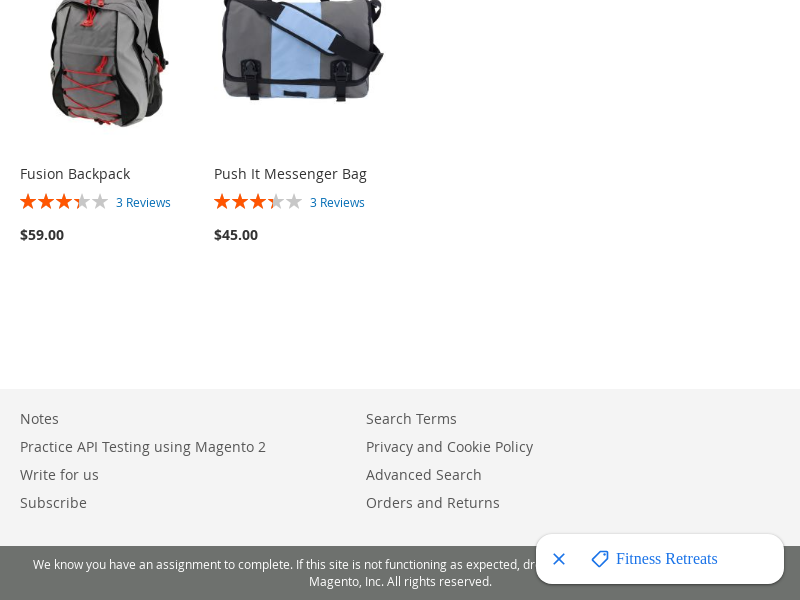 Fusion Backpack
3 Reviews
$59.00
Push It Messenger Bag
3 Reviews
$45.00
Notes
Practice API Testing using Magento 2
Write for us
Subscribe
Search Terms
Privacy and Cookie Policy
Advanced Search
Orders and Returns
We know you have an assignment to complete. If this site is not functioning as expected,
Magento, Inc. All rights reserved.
Fitness Retreats